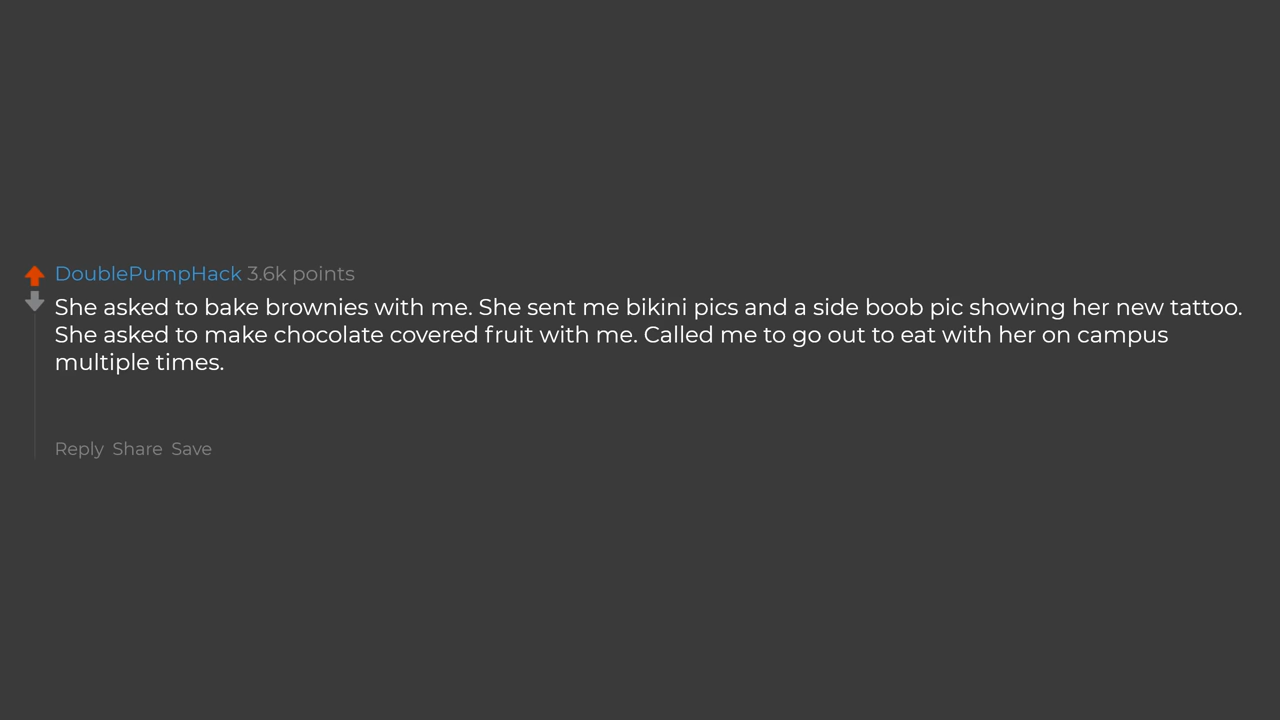 DoublePumpHack 3.6k points
She asked to bake brownies with me. She sent me bikini pics and a side boob pic showing her new tattoo.
She asked to make chocolate covered fruit with me. Called me to go out to eat with her on campus
multiple times.
Reply Share Save